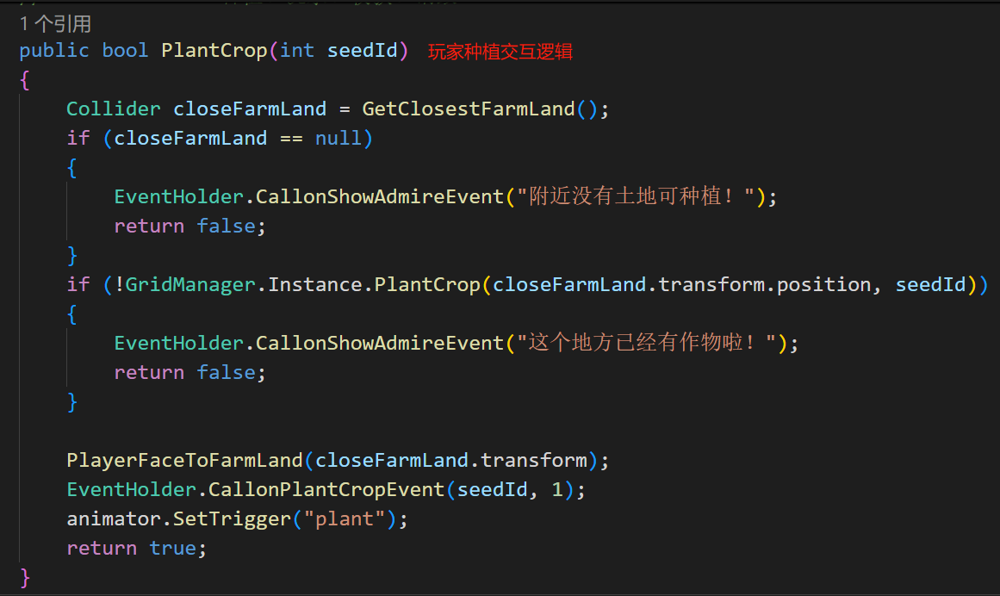 1 个引用
public bool PlantCrop(int seedId) 玩家种植交互逻辑
{
Collider closeFarmLand = GetClosestFarmLand();
if (closeFarmLand == null)
{
EventHolder.CallonShowAdmireEvent("附近没有土地可种植！");
return false;
}
if (!GridManager.Instance.PlantCrop(closeFarmLand.transform.position, seedId))
{
EventHolder.CallonShowAdmireEvent("这个地方已经有作物啦！");
return false;
}
PlayerFaceToFarmLand(closeFarmLand.transform);
EventHolder.CallonPlantCropEvent(seedId, 1);
animator.SetTrigger("plant");
return true;
}